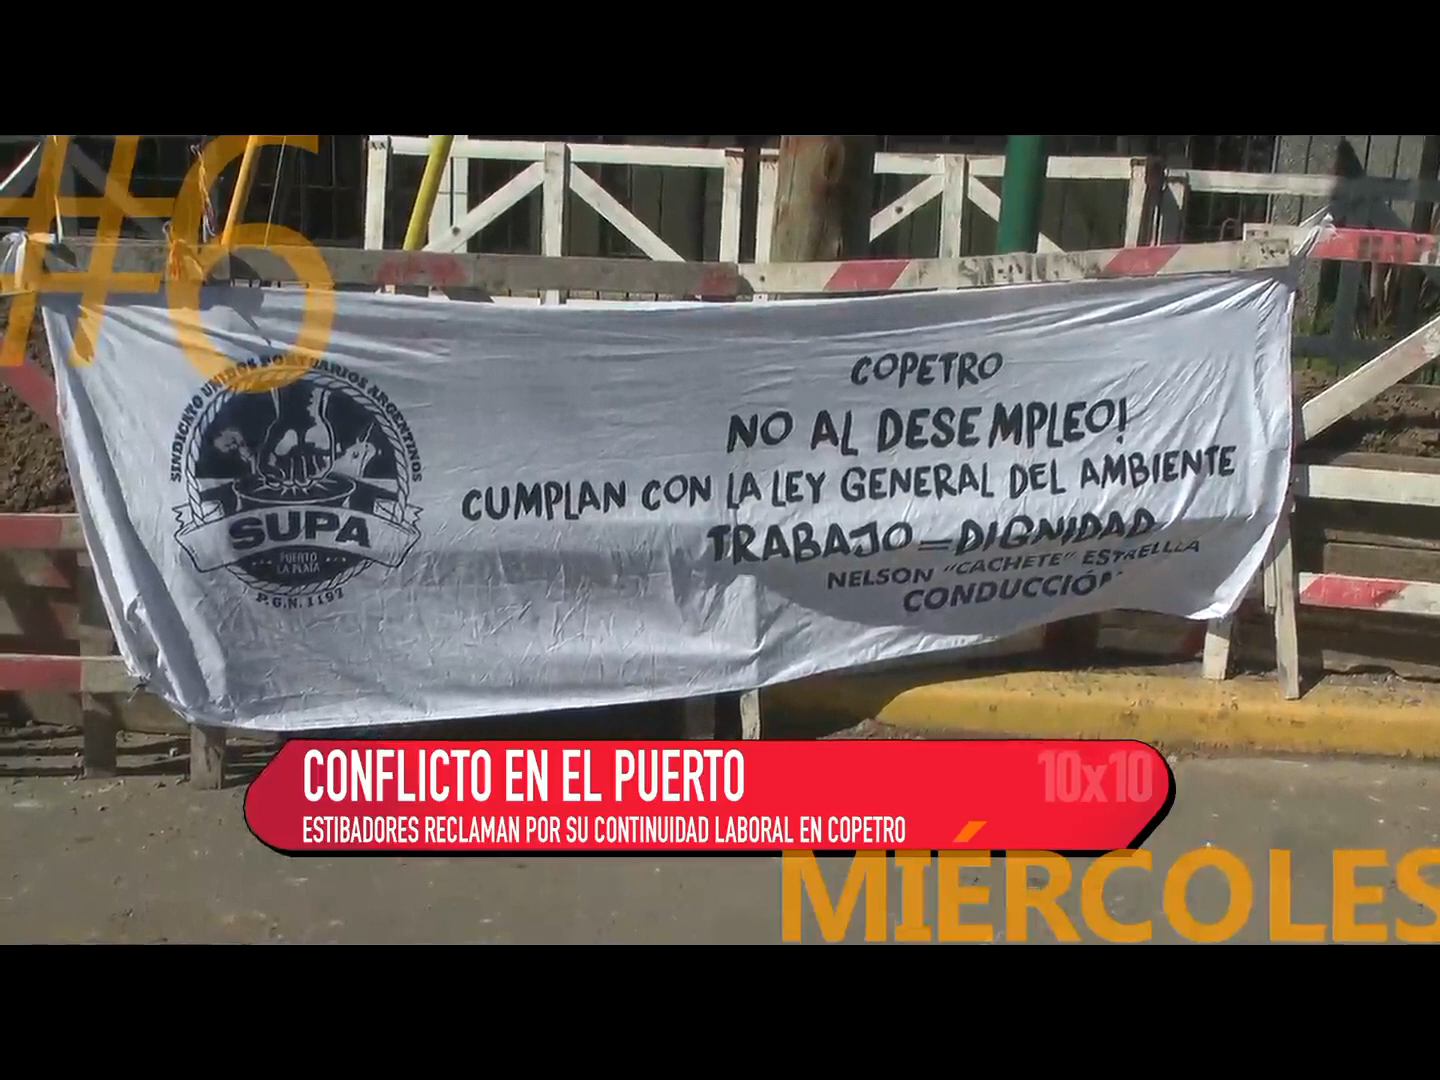 #6
SINDICATO UNIDOS PORTUARIOS ARGENTINOS
SUPA
PUERTO
LA PLATA
P.G.N. 1197
COPETRO
NO AL DESEMPLEO!
CUMPLAN CON LA LEY GENERAL DEL AMBIENTE
TRABAJO = DIGNIDAD
NELSON "CACHETE" ESTRELLLA
CONDUCCIÓN
CONFLICTO EN EL PUERTO
10x10
ESTIBADORES RECLAMAN POR SU CONTINUIDAD LABORAL EN COPETRO
MIÉRCOLES